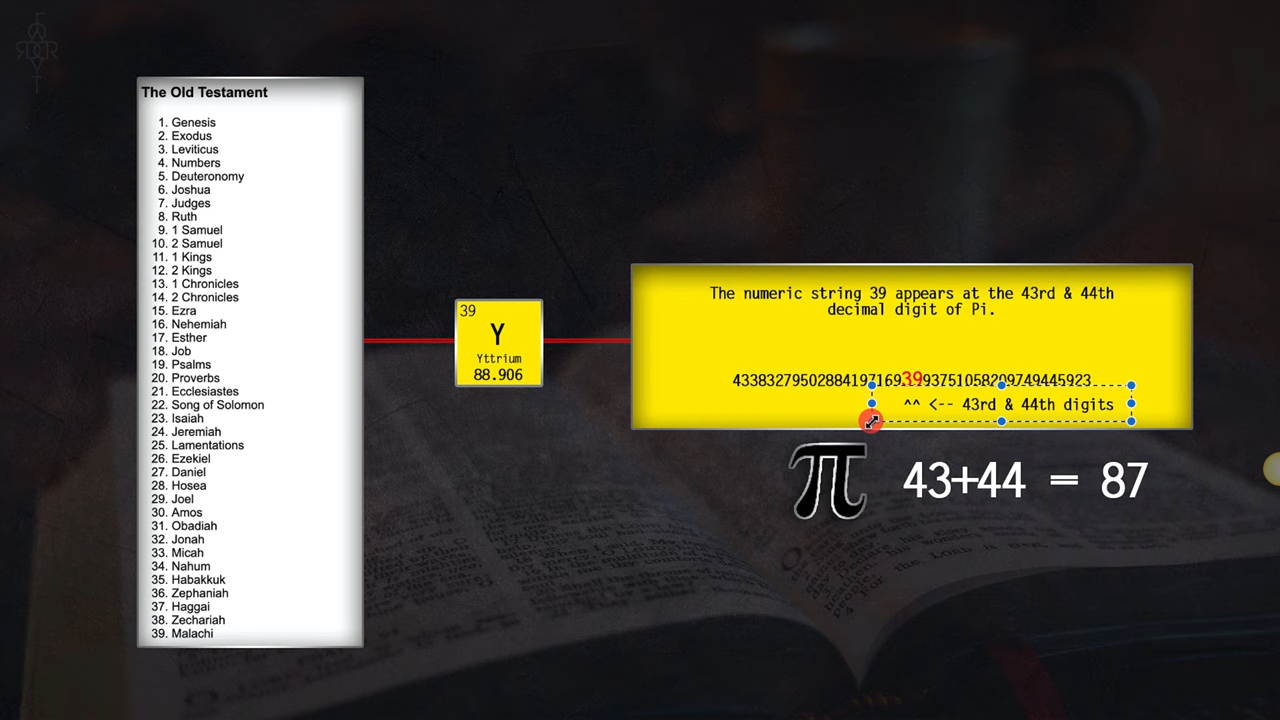 The Old Testament
1. Genesis
2. Exodus
3. Leviticus
4. Numbers
5. Deuteronomy
6. Joshua
7. Judges
8. Ruth
9. 1 Samuel
10. 2 Samuel
11. 1 Kings
12. 2 Kings
13. 1 Chronicles
14. 2 Chronicles
15. Ezra
16. Nehemiah
17. Esther
18. Job
19. Psalms
20. Proverbs
21. Ecclesiastes
22. Song of Solomon
23. Isaiah
24. Jeremiah
25. Lamentations
26. Ezekiel
27. Daniel
28. Hosea
29. Joel
30. Amos
31. Obadiah
32. Jonah
33. Micah
34. Nahum
35. Habakkuk
36. Zephaniah
37. Haggai
38. Zechariah
39. Malachi
39
Y
Yttrium
88.906
The numeric string 39 appears at the 43rd & 44th
decimal digit of Pi.
433832795028841971693993751058209749445923
^^ <-- 43rd & 44th digits
π 43+44 = 87